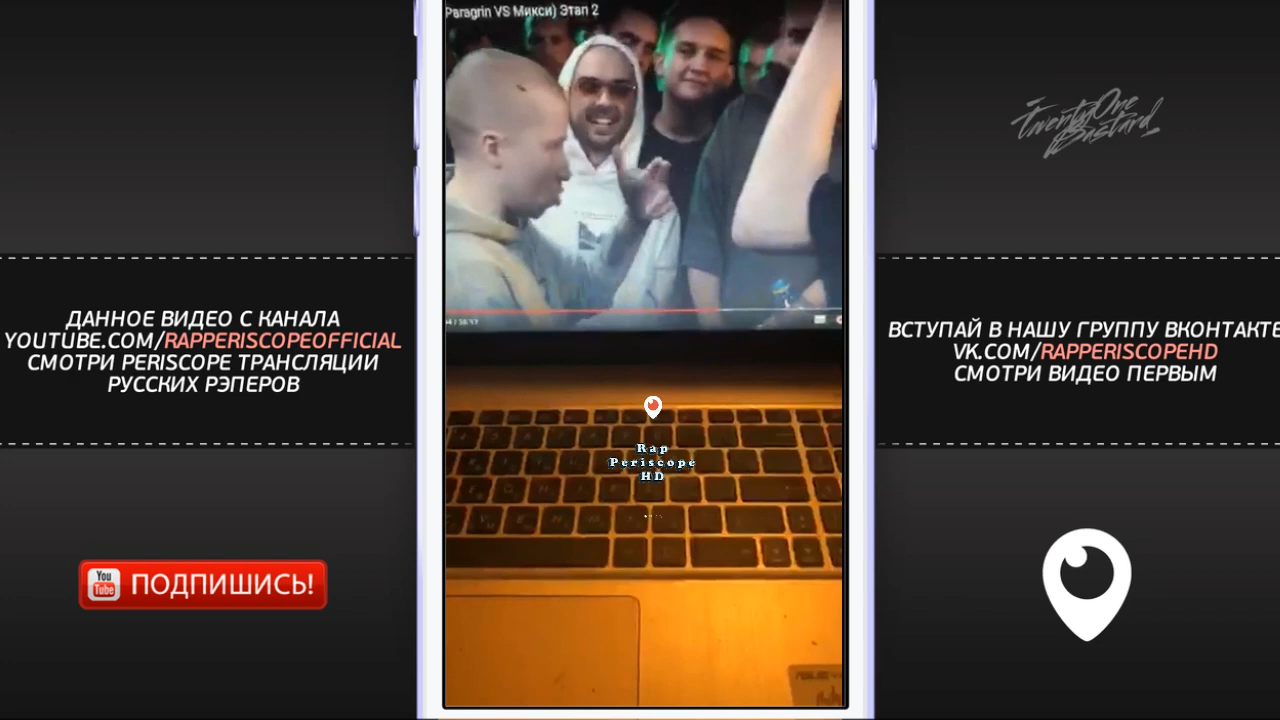 Paragrin VS Микси) Этап 2
TwentyOne
Bastard
ДАННОЕ ВИДЕО С КАНАЛА
YOUTUBE.COM/RAPPERISCOPEOFFICIAL
СМОТРИ PERISCOPE ТРАНСЛЯЦИИ
РУССКИХ РЭПЕРОВ
ВСТУПАЙ В НАШУ ГРУППУ ВКОНТАКТЕ
VK.COM/RAPPERISCOPEHD
СМОТРИ ВИДЕО ПЕРВЫМ
Rap
Periscope
HD
You
Tube
ПОДПИШИСЬ!